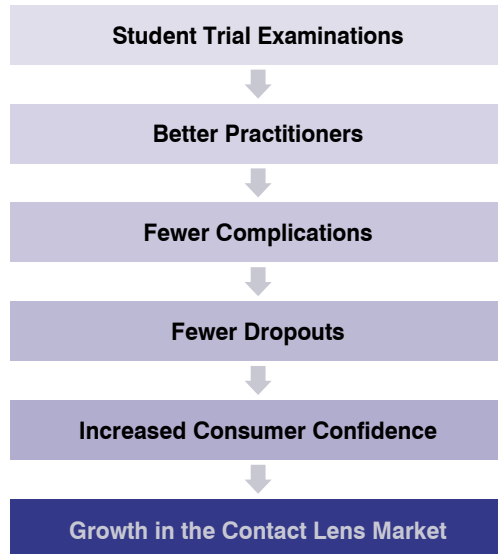 Student Trial Examinations
Better Practitioners
Fewer Complications
Fewer Dropouts
Increased Consumer Confidence
Growth in the Contact Lens Market